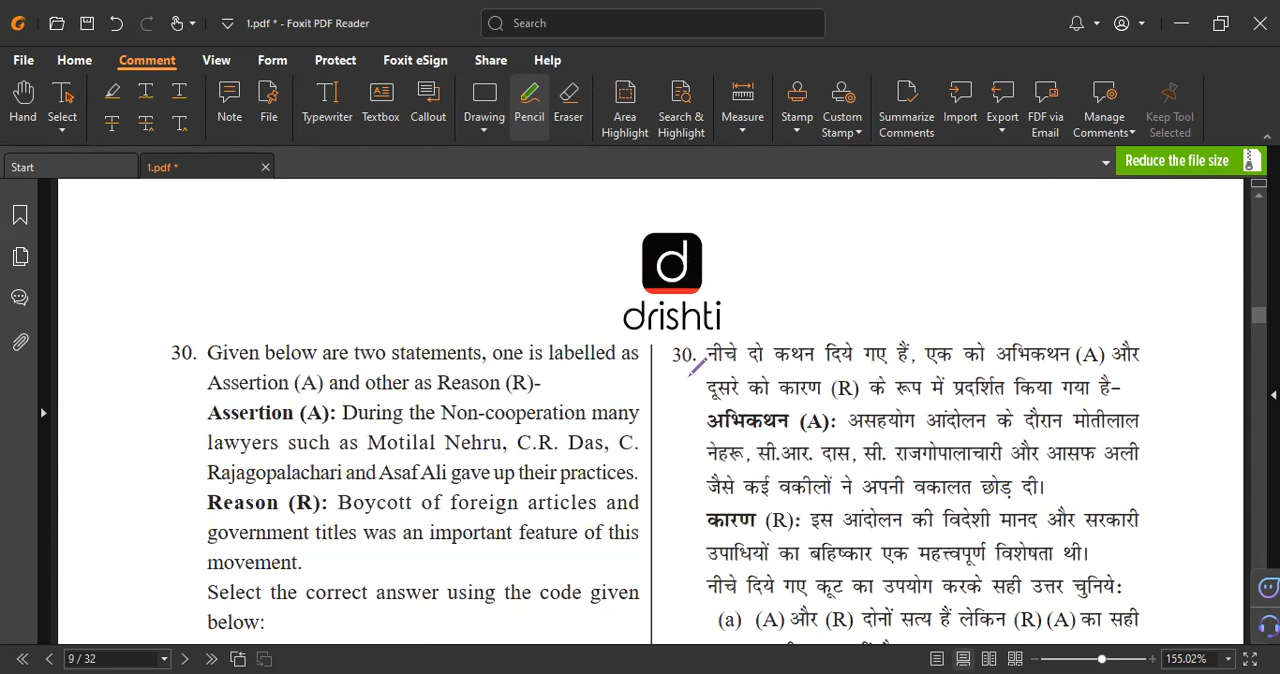 1.pdf * - Foxit PDF Reader
Search
File Home Comment View Form Protect Foxit eSign Share Help
Hand Select Note File Typewriter Textbox Callout Drawing Pencil Eraser Area Highlight Search & Highlight Measure Stamp Custom Stamp Summarize Comments Import Export FDF via Email Manage Comments Keep Tool Selected
Start 1.pdf * Reduce the file size
d
drishti
30. Given below are two statements, one is labelled as
Assertion (A) and other as Reason (R)-
Assertion (A): During the Non-cooperation many
lawyers such as Motilal Nehru, C.R. Das, C.
Rajagopalachari and Asaf Ali gave up their practices.
Reason (R): Boycott of foreign articles and
government titles was an important feature of this
movement.
Select the correct answer using the code given
below:
30. नीचे दो कथन दिये गए हैं, एक को अभिकथन (A) और
दूसरे को कारण (R) के रूप में प्रदर्शित किया गया है-
अभिकथन (A): असहयोग आंदोलन के दौरान मोतीलाल
नेहरू, सी.आर. दास, सी. राजगोपालाचारी और आसफ अली
जैसे कई वकीलों ने अपनी वकालत छोड़ दी।
कारण (R): इस आंदोलन की विदेशी मानद और सरकारी
उपाधियों का बहिष्कार एक महत्त्वपूर्ण विशेषता थी।
नीचे दिये गए कूट का उपयोग करके सही उत्तर चुनिये:
(a) (A) और (R) दोनों सत्य हैं लेकिन (R) (A) का सही
9 / 32
155.02%